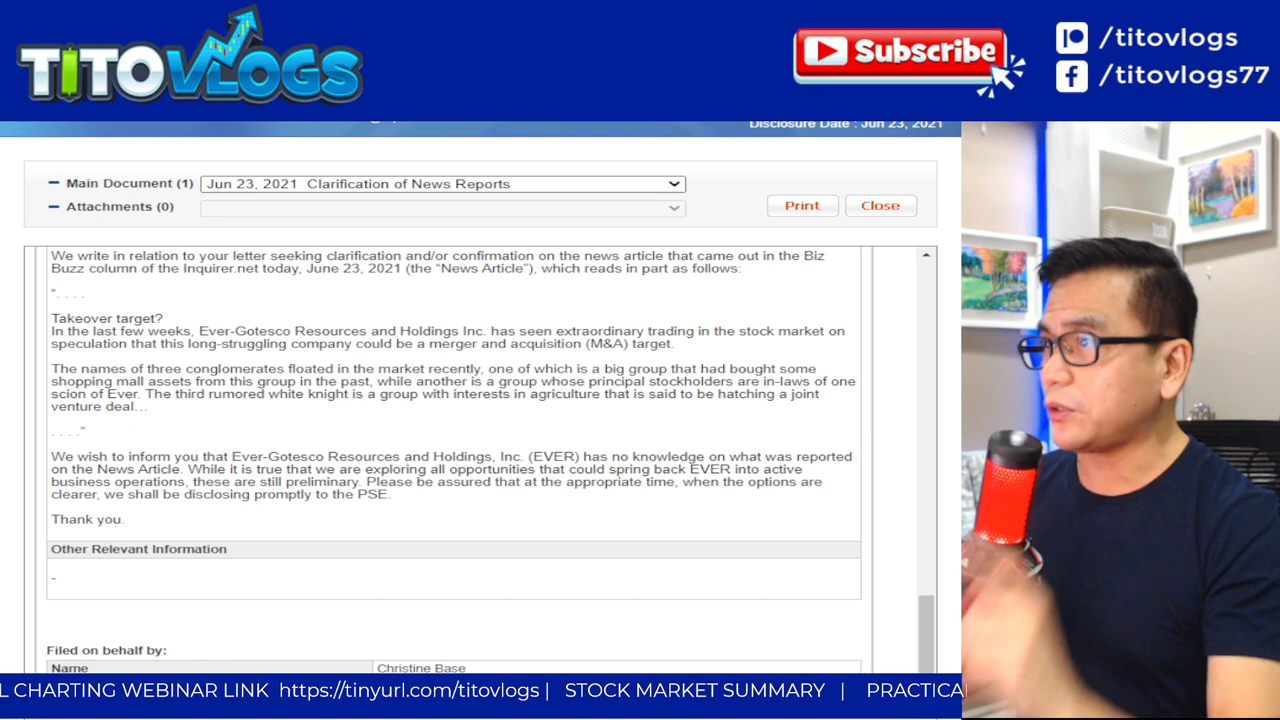 TITOVLOGS
Subscribe
/titovlogs
/titovlogs77
Disclosure Date : Jun 23, 2021
Main Document (1) Jun 23, 2021 Clarification of News Reports
Attachments (0)
Print Close
We write in relation to your letter seeking clarification and/or confirmation on the news article that came out in the Biz
Buzz column of the Inquirer.net today, June 23, 2021 (the “News Article”), which reads in part as follows:
“. . . .
Takeover target?
In the last few weeks, Ever-Gotesco Resources and Holdings Inc. has seen extraordinary trading in the stock market on
speculation that this long-struggling company could be a merger and acquisition (M&A) target.
The names of three conglomerates floated in the market recently, one of which is a big group that had bought some
shopping mall assets from this group in the past, while another is a group whose principal stockholders are in-laws of one
scion of Ever. The third rumored white knight is a group with interests in agriculture that is said to be hatching a joint
venture deal…
. . . .”
We wish to inform you that Ever-Gotesco Resources and Holdings, Inc. (EVER) has no knowledge on what was reported
on the News Article. While it is true that we are exploring all opportunities that could spring back EVER into active
business operations, these are still preliminary. Please be assured that at the appropriate time, when the options are
clearer, we shall be disclosing promptly to the PSE.
Thank you.
Other Relevant Information
-
Filed on behalf by:
Name Christine Base
L CHARTING WEBINAR LINK https://tinyurl.com/titovlogs | STOCK MARKET SUMMARY | PRACTICA